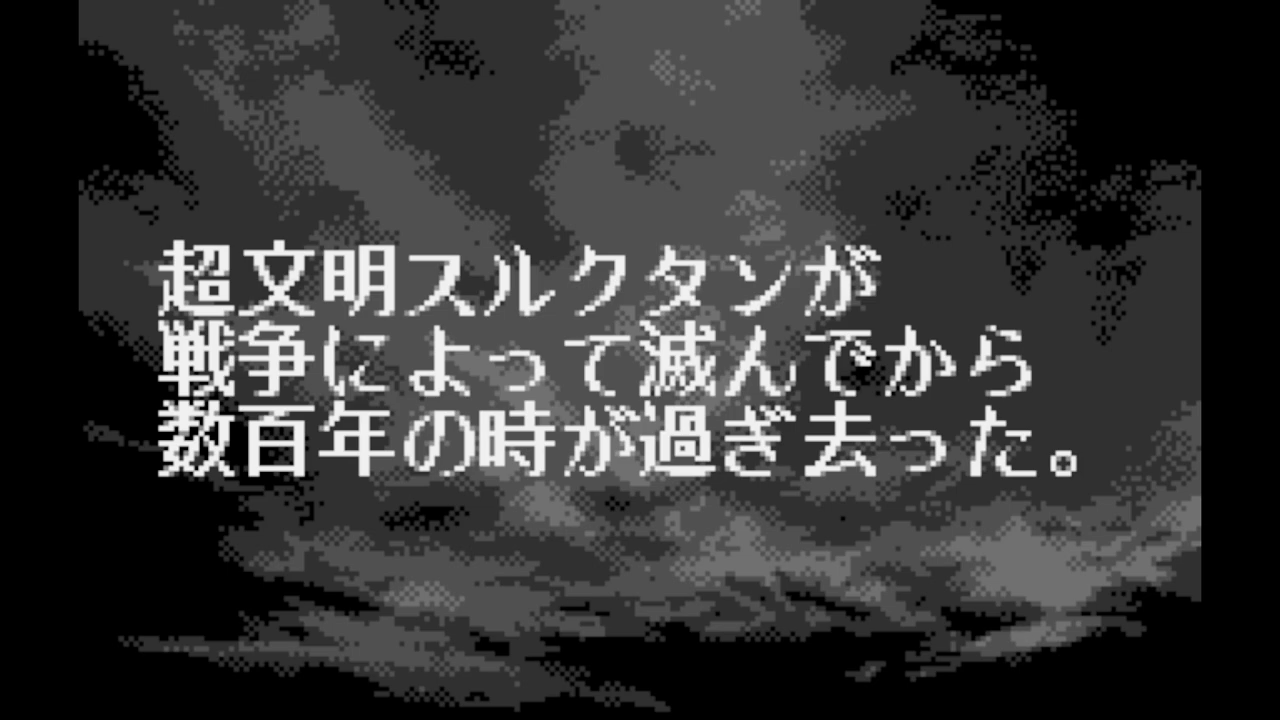 超文明スルクタンが
戦争によって滅んでから
数百年の時が過ぎ去った。